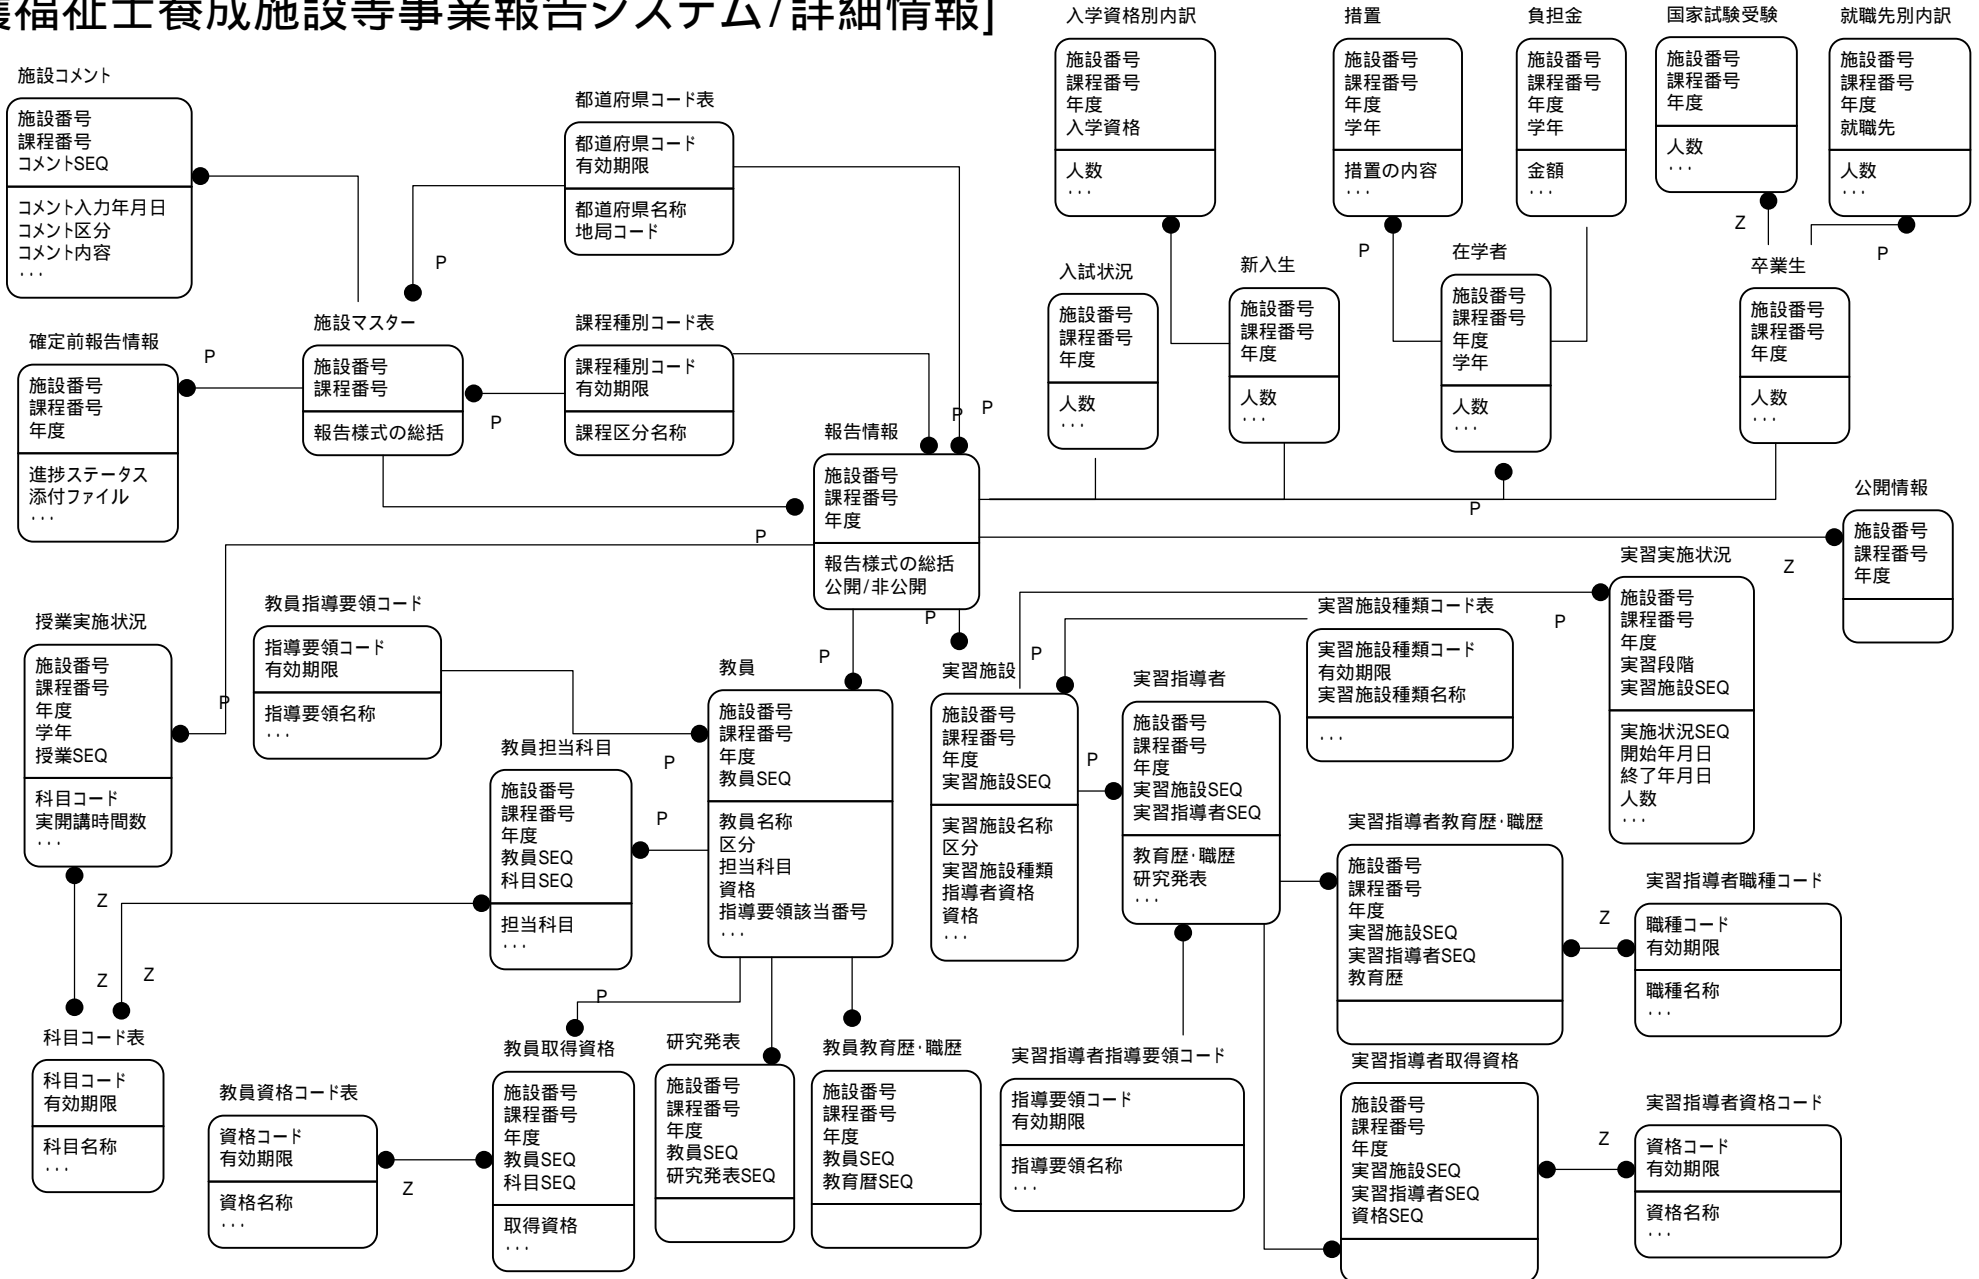 護福祉士養成施設等事業報告システム/詳細情報]
施設コメント
施設番号
課程番号
コメントSEQ
コメント入力年月日
コメント区分
コメント内容
･･･
都道府県コード表
都道府県コード
有効期限
都道府県名称
地局コード
P
入学資格別内訳
施設番号
課程番号
年度
入学資格
人数
･･･
措置
施設番号
課程番号
年度
学年
措置の内容
･･･
P
負担金
施設番号
課程番号
年度
学年
金額
･･･
国家試験受験
施設番号
課程番号
年度
人数
･･･
Z
就職先別内訳
施設番号
課程番号
年度
就職先
人数
･･･
P
確定前報告情報
施設番号
課程番号
年度
進捗ステータス
添付ファイル
･･･
P
施設マスター
施設番号
課程番号
報告様式の総括
P
課程種別コード表
課程種別コード
有効期限
課程区分名称
P
P
報告情報
施設番号
課程番号
年度
報告様式の総括
公開/非公開
P
P
入試状況
施設番号
課程番号
年度
人数
･･･
新入生
施設番号
課程番号
年度
人数
･･･
在学者
施設番号
課程番号
年度
学年
人数
･･･
P
卒業生
施設番号
課程番号
年度
人数
･･･
公開情報
施設番号
課程番号
年度
Z
授業実施状況
施設番号
課程番号
年度
学年
授業SEQ
科目コード
実開講時間数
･･･
P
Z
Z
Z
教員指導要領コード
指導要領コード
有効期限
指導要領名称
･･･
P
教員担当科目
施設番号
課程番号
年度
教員SEQ
科目SEQ
担当科目
･･･
P
P
教員
施設番号
課程番号
年度
教員SEQ
教員名称
区分
担当科目
資格
指導要領該当番号
･･･
実習施設
施設番号
課程番号
年度
実習施設SEQ
実習施設名称
区分
実習施設種類
指導者資格
資格
･･･
P
P
実習指導者
施設番号
課程番号
年度
実習施設SEQ
実習指導者SEQ
教育歴･職歴
研究発表
･･･
実習施設種類コード表
実習施設種類コード
有効期限
実習施設種類名称
･･･
P
実習実施状況
施設番号
課程番号
年度
実習段階
実習施設SEQ
実施状況SEQ
開始年月日
終了年月日
人数
･･･
実習指導者教育歴･職歴
施設番号
課程番号
年度
実習施設SEQ
実習指導者SEQ
教育歴
Z
実習指導者職種コード
職種コード
有効期限
職種名称
･･･
科目コード表
科目コード
有効期限
科目名称
･･･
教員資格コード表
資格コード
有効期限
資格名称
･･･
Z
P
教員取得資格
施設番号
課程番号
年度
教員SEQ
科目SEQ
取得資格
･･･
研究発表
施設番号
課程番号
年度
教員SEQ
研究発表SEQ
教員教育歴･職歴
施設番号
課程番号
年度
教員SEQ
教育暦SEQ
実習指導者指導要領コード
指導要領コード
有効期限
指導要領名称
･･･
実習指導者取得資格
施設番号
課程番号
年度
実習施設SEQ
実習指導者SEQ
資格SEQ
Z
実習指導者資格コード
資格コード
有効期限
資格名称
･･･